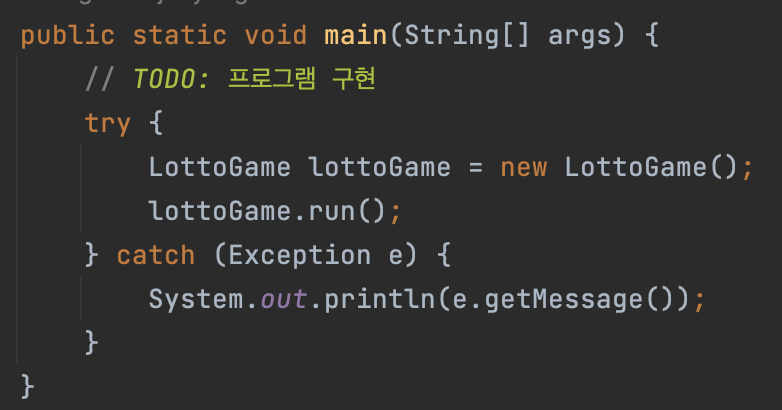 public static void main(String[] args) {
// TODO: 프로그램 구현
try {
LottoGame lottoGame = new LottoGame();
lottoGame.run();
} catch (Exception e) {
System.out.println(e.getMessage());
}
}